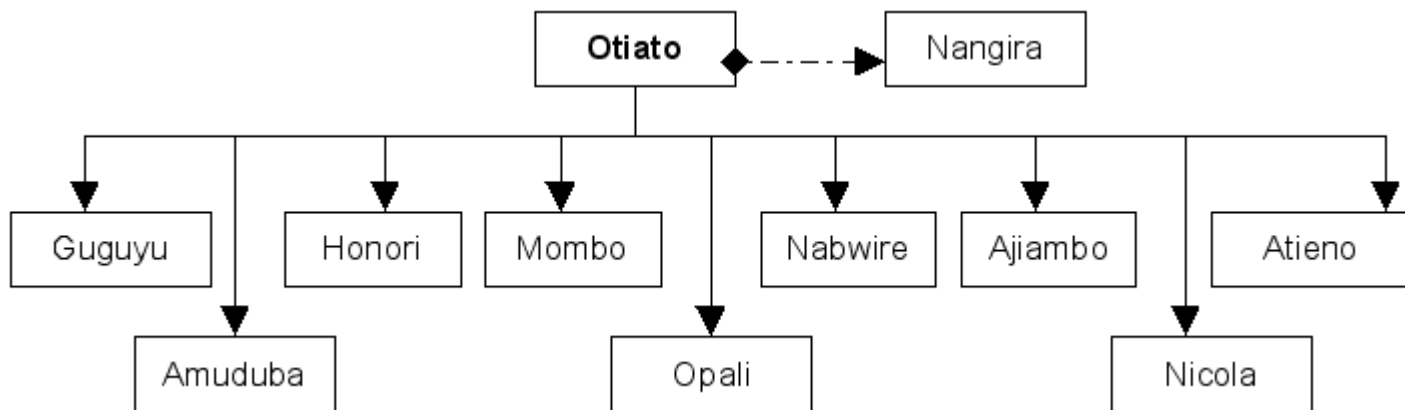 Otiato
Nangira
Guguyu
Honori
Mombo
Nabwire
Ajiambo
Atieno
Amuduba
Opali
Nicola